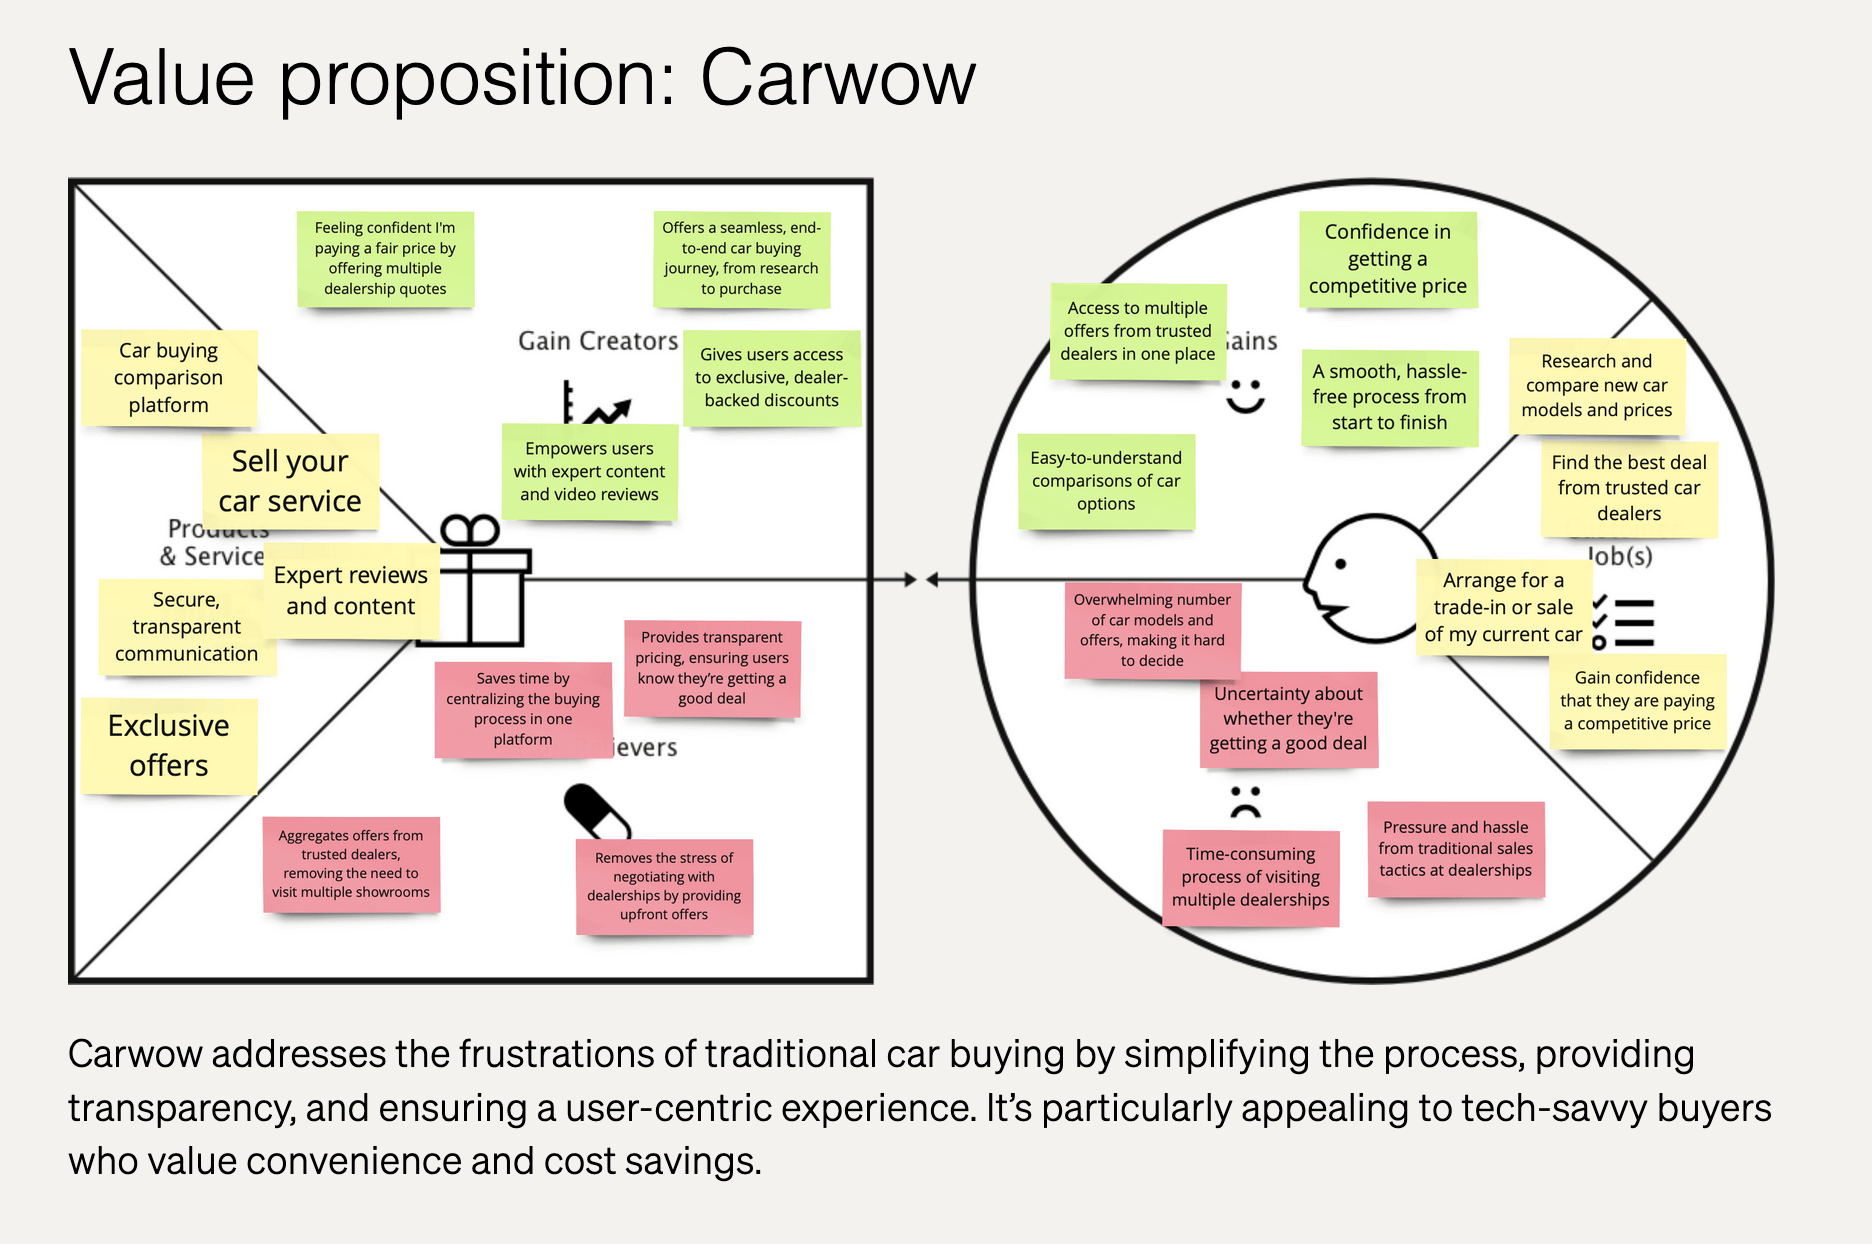 Value proposition: Carwow
Feeling confident I'm
paying a fair price by
offering multiple
dealership quotes
Offers a seamless, end-
to-end car buying
journey, from research
to purchase
Gain Creators
Gives users access
to exclusive, dealer-
backed discounts
Empowers users
with expert content
and video reviews
Car buying
comparison
platform
Sell your
car service
Products
& Service
Expert reviews
and content
Secure,
transparent
communication
Exclusive
offers
Saves time by
centralizing the buying
process in one
platform
Provides transparent
pricing, ensuring users
know they're getting a
good deal
ievers
Aggregates offers from
trusted dealers,
removing the need to
visit multiple showrooms
Removes the stress of
negotiating with
dealerships by providing
upfront offers
Confidence in
getting a
competitive price
Access to multiple
offers from trusted
dealers in one place
Gains
A smooth, hassle-
free process from
start to finish
Easy-to-understand
comparisons of car
options
Research and
compare new car
models and prices
Find the best deal
from trusted car
dealers
Job(s)
Arrange for a
trade-in or sale
of my current car
Gain confidence
that they are paying
a competitive price
Overwhelming number
of car models and
offers, making it hard
to decide
Uncertainty about
whether they're
getting a good deal
Time-consuming
process of visiting
multiple dealerships
Pressure and hassle
from traditional sales
tactics at dealerships
Carwow addresses the frustrations of traditional car buying by simplifying the process, providing
transparency, and ensuring a user-centric experience. It's particularly appealing to tech-savvy buyers
who value convenience and cost savings.